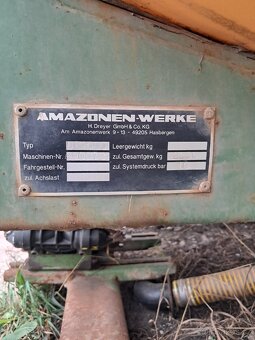 AMAZONEN-WERKE
H. Dreyer GmbH & Co. KG
Am Amazonenwerk 9-13 - 49205 Hasbergen
Typ
Leergewicht kg
Maschinen-Nr.
zul. Gesamtgew. kg
Fahrgestell-Nr.
zul. Systemdruck bar
zul. Achslast